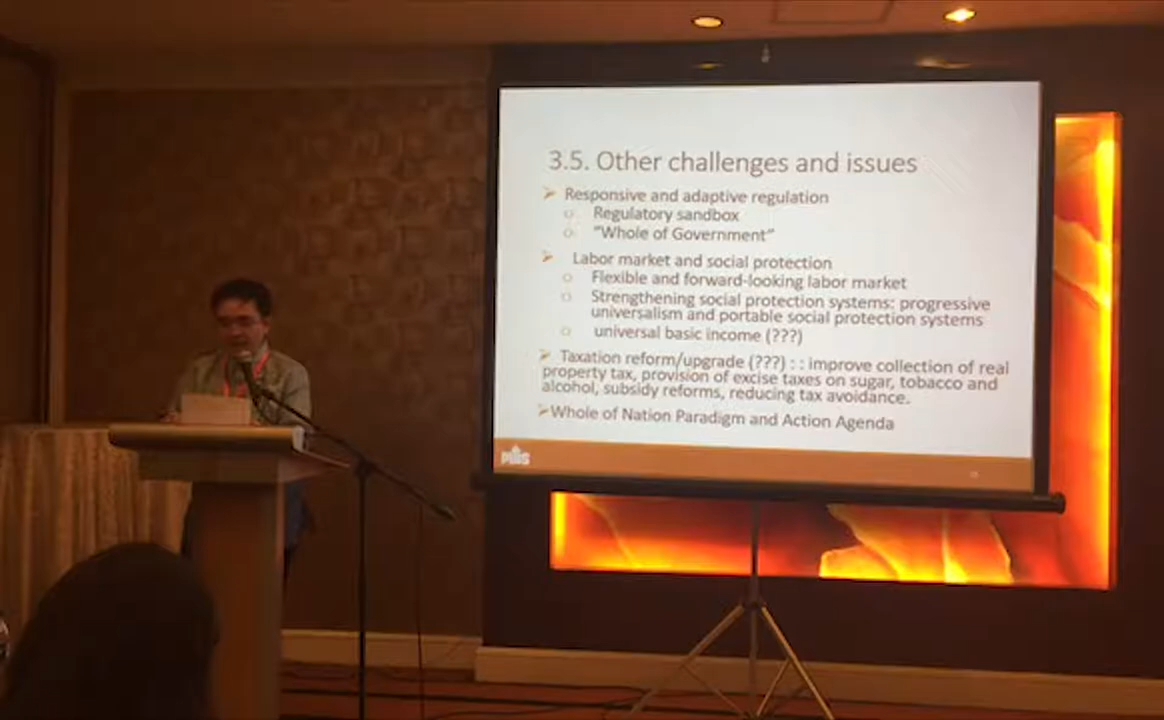 3.5. Other challenges and issues
Responsive and adaptive regulation
Regulatory sandbox
“Whole of Government”
Labor market and social protection
Flexible and forward-looking labor market
Strengthening social protection systems: progressive
universalism and portable social protection systems
universal basic income (???)
Taxation reform/upgrade (???) : : improve collection of real
property tax, provision of excise taxes on sugar, tobacco and
alcohol, subsidy reforms, reducing tax avoidance.
Whole of Nation Paradigm and Action Agenda
PIDS